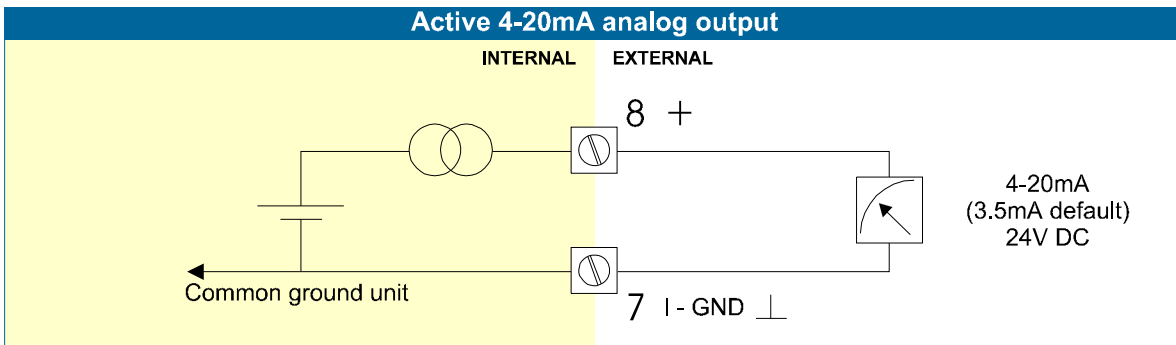 Active 4-20mA analog output
INTERNAL EXTERNAL
8 +
4-20mA
(3.5mA default)
24V DC
Common ground unit
7 I - GND ⊥